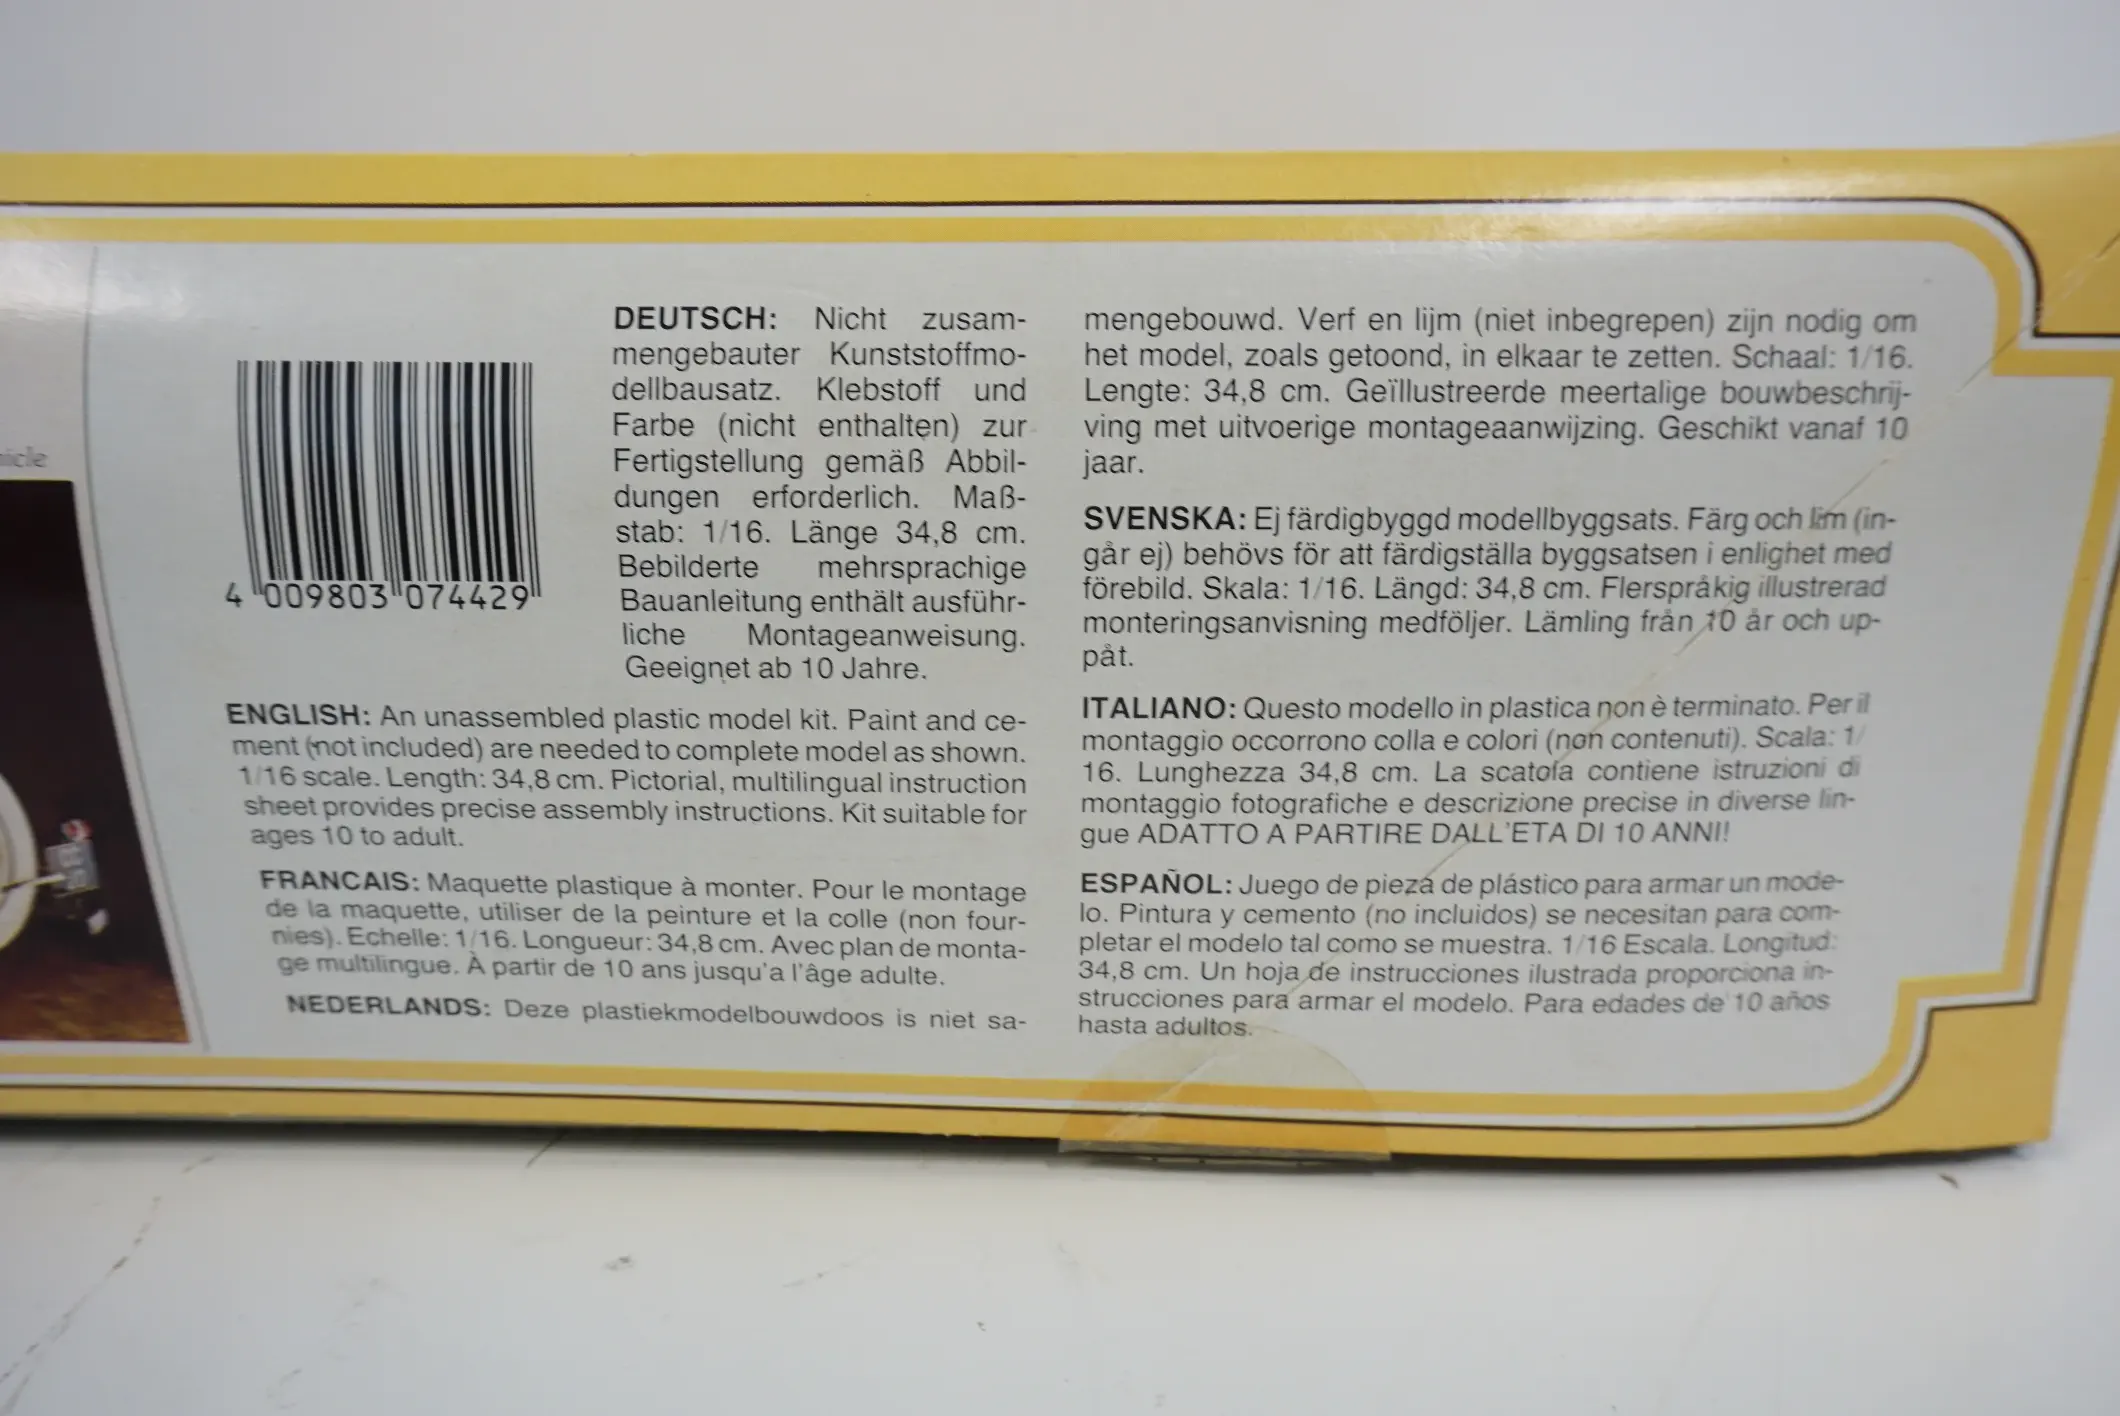 DEUTSCH: Nicht zusam-
mengebauter Kunststoffmo-
dellbausatz. Klebstoff und
Farbe (nicht enthalten) zur
Fertigstellung gemäß Abbil-
dungen erforderlich. Maß-
stab: 1/16. Länge 34,8 cm.
Bebilderte mehrsprachige
Bauanleitung enthält ausführ-
liche Montageanweisung.
Geeignet ab 10 Jahre.
4 009803 074429
ENGLISH: An unassembled plastic model kit. Paint and ce-
ment (not included) are needed to complete model as shown.
1/16 scale. Length: 34,8 cm. Pictorial, multilingual instruction
sheet provides precise assembly instructions. Kit suitable for
ages 10 to adult.
FRANCAIS: Maquette plastique à monter. Pour le montage
de la maquette, utiliser de la peinture et la colle (non four-
nies). Echelle: 1/16. Longueur: 34,8 cm. Avec plan de monta-
ge multilingue. À partir de 10 ans jusqu'a l'âge adulte.
NEDERLANDS: Deze plastiekmodelbouwdoos is niet sa-
mengebouwd. Verf en lijm (niet inbegrepen) zijn nodig om
het model, zoals getoond, in elkaar te zetten. Schaal: 1/16.
Lengte: 34,8 cm. Geïllustreerde meertalige bouwbeschrij-
ving met uitvoerige montageaanwijzing. Geschikt vanaf 10
jaar.
SVENSKA: Ej färdigbyggd modellbyggsats. Färg och lim (in-
går ej) behövs för att färdigställa byggsatsen i enlighet med
förebild. Skala: 1/16. Längd: 34,8 cm. Flerspråkig illustrerad
monteringsanvisning medföljer. Lämling från 10 år och up-
påt.
ITALIANO: Questo modello in plastica non è terminato. Per il
montaggio occorrono colla e colori (non contenuti). Scala: 1/
16. Lunghezza 34,8 cm. La scatola contiene istruzioni di
montaggio fotografiche e descrizione precise in diverse lin-
gue ADATTO A PARTIRE DALL'ETA DI 10 ANNI!
ESPAÑOL: Juego de pieza de plástico para armar un mode-
lo. Pintura y cemento (no incluidos) se necesitan para com-
pletar el modelo tal como se muestra. 1/16 Escala. Longitud:
34,8 cm. Un hoja de instrucciones ilustrada proporciona in-
strucciones para armar el modelo. Para edades de 10 años
hasta adultos.